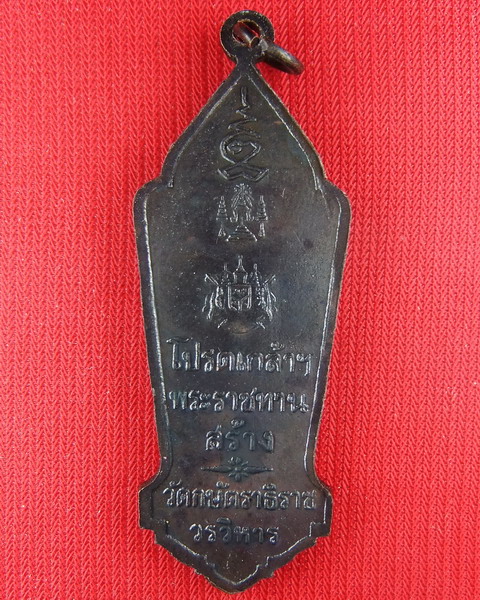 โปรดเกล้าฯ
พระราชทาน
สร้าง
วัดกษัตราธิราช
วรวิหาร